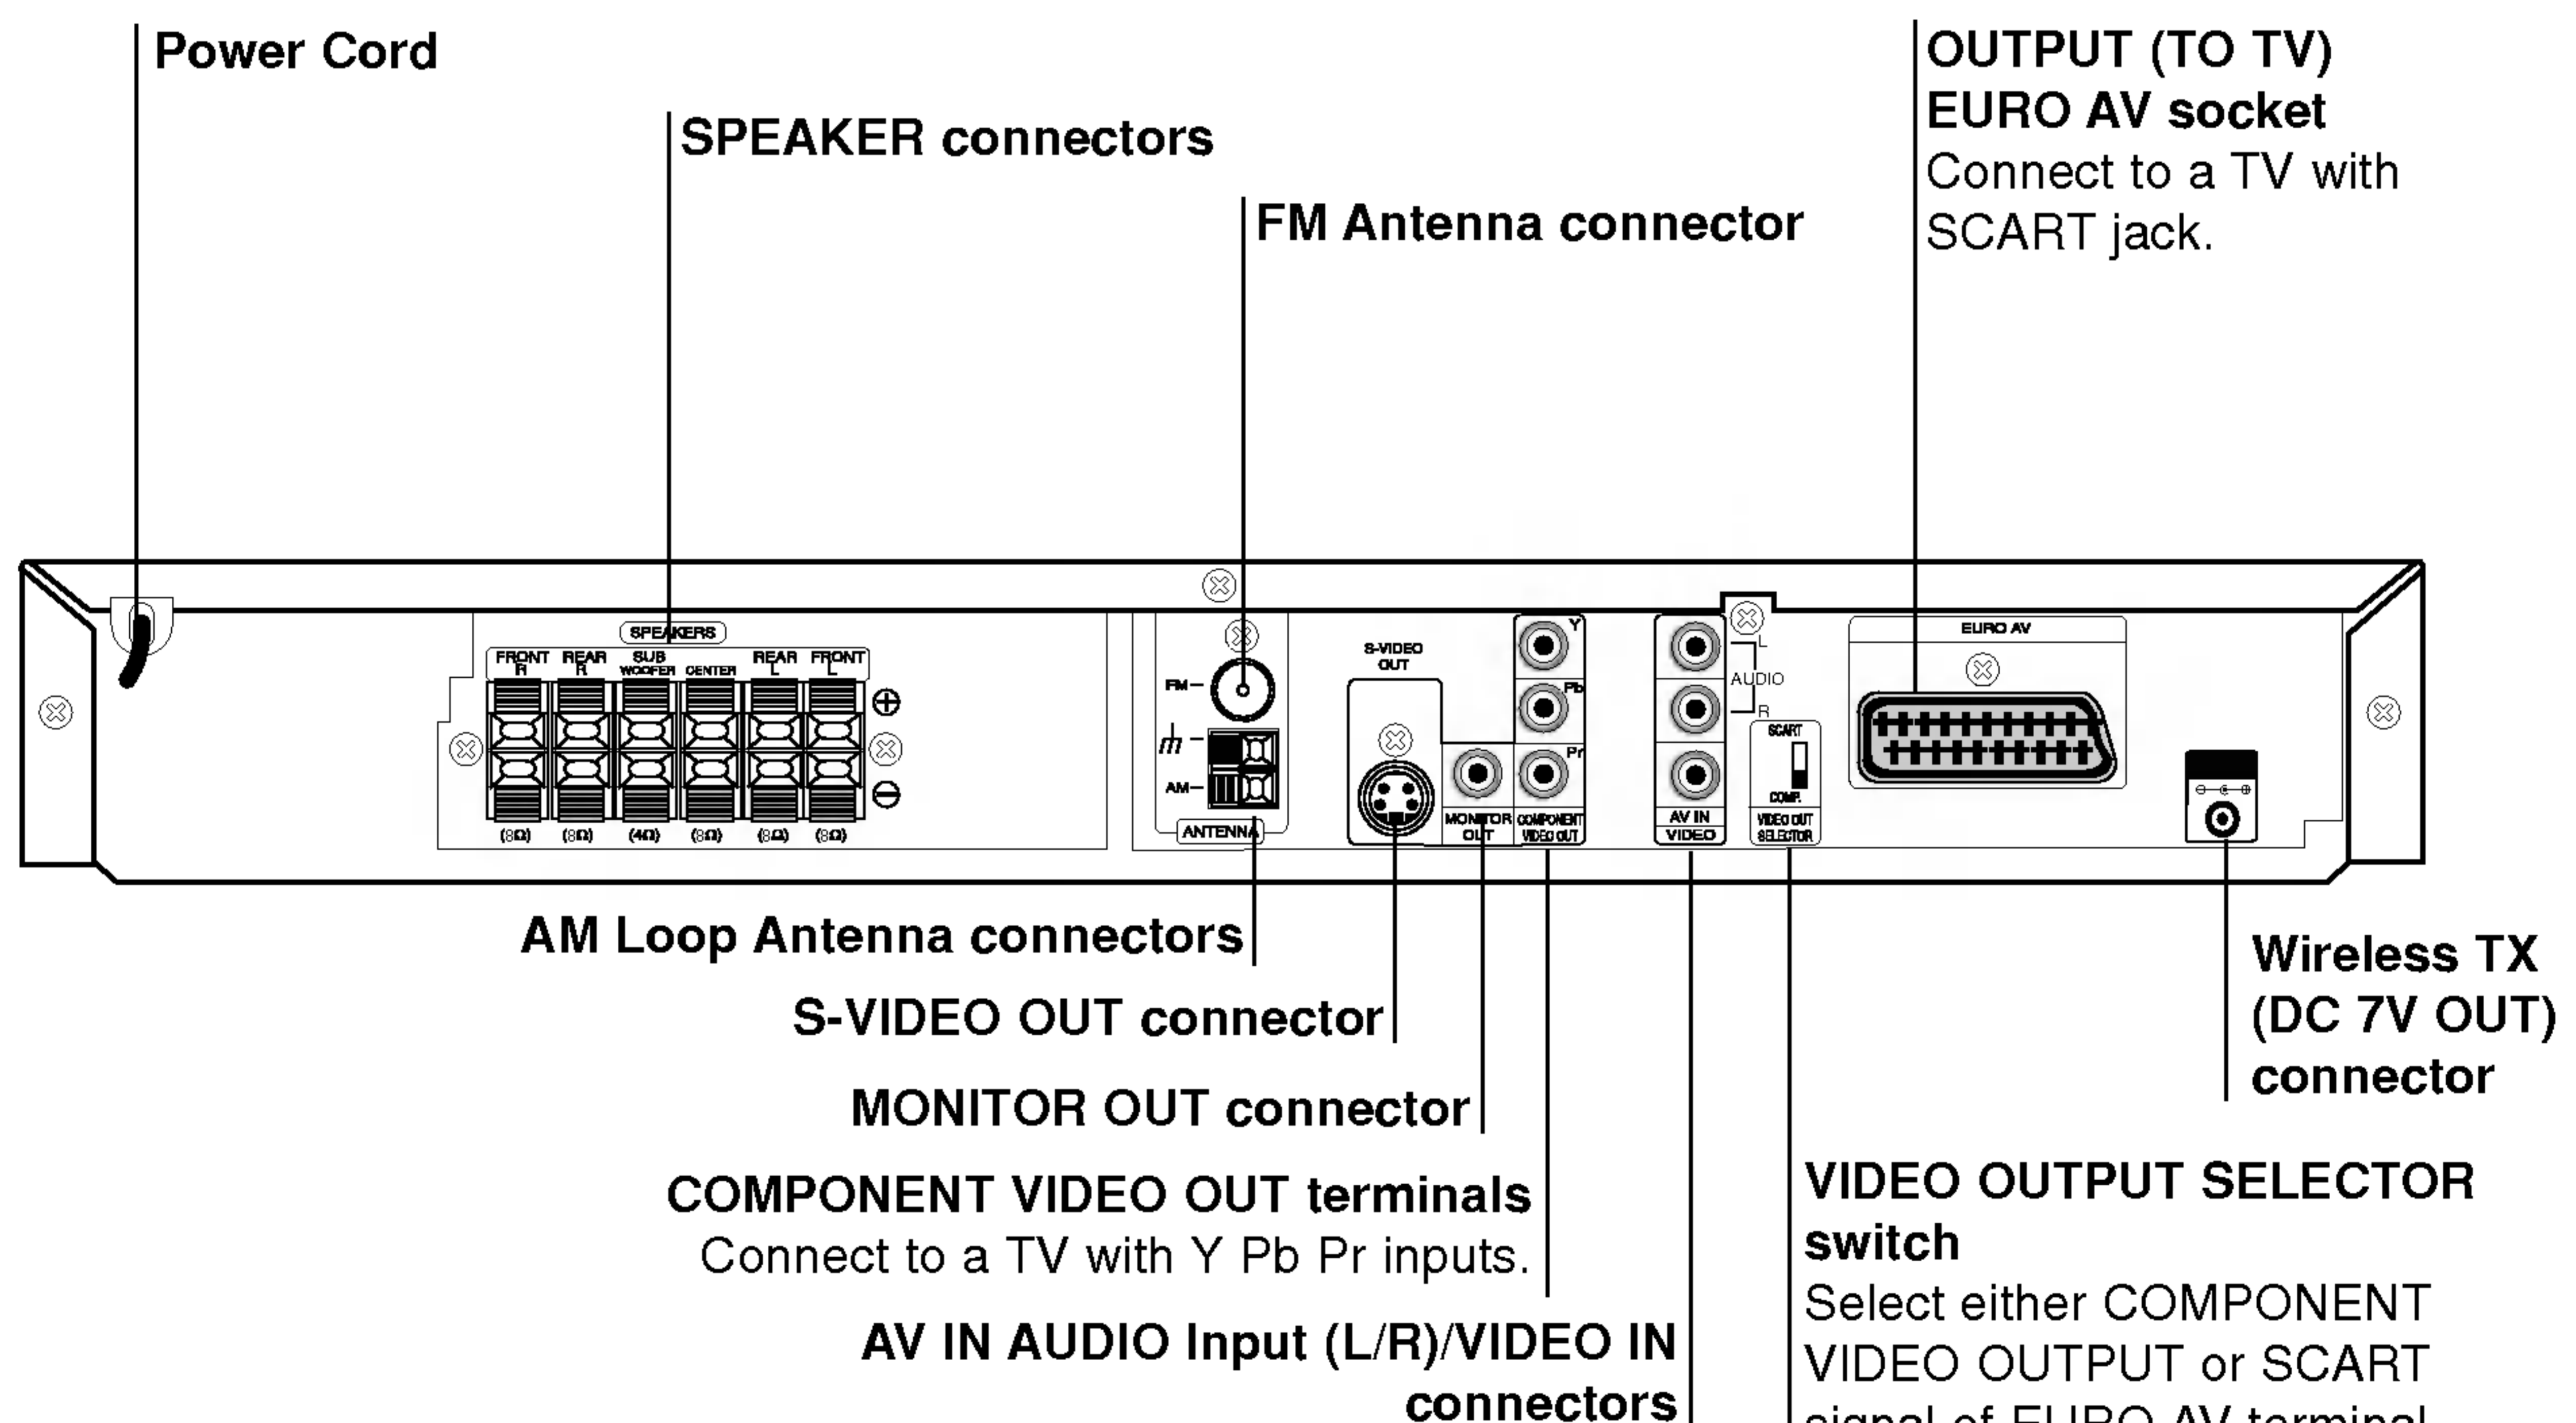 Power Cord
SPEAKER connectors
FM Antenna connector
OUTPUT (TO TV)
EURO AV socket
Connect to a TV with
SCART jack.
SPEAKERS
FRONT R
REAR R
SUB WOOFER
CENTER
REAR L
FRONT L
(8Ω)
(8Ω)
(4Ω)
(8Ω)
(8Ω)
(8Ω)
FM
AM
ANTENNA
S-VIDEO
OUT
MONITOR
OUT
Y
Pb
Pr
COMPONENT
VIDEO OUT
L
AUDIO
R
AV IN
VIDEO
SCART
COMP.
VIDEO OUT
SELECTOR
EURO AV
AM Loop Antenna connectors
S-VIDEO OUT connector
MONITOR OUT connector
COMPONENT VIDEO OUT terminals
Connect to a TV with Y Pb Pr inputs.
AV IN AUDIO Input (L/R)/VIDEO IN
connectors
Wireless TX
(DC 7V OUT)
connector
VIDEO OUTPUT SELECTOR
switch
Select either COMPONENT
VIDEO OUTPUT or SCART
signal of EURO AV terminal